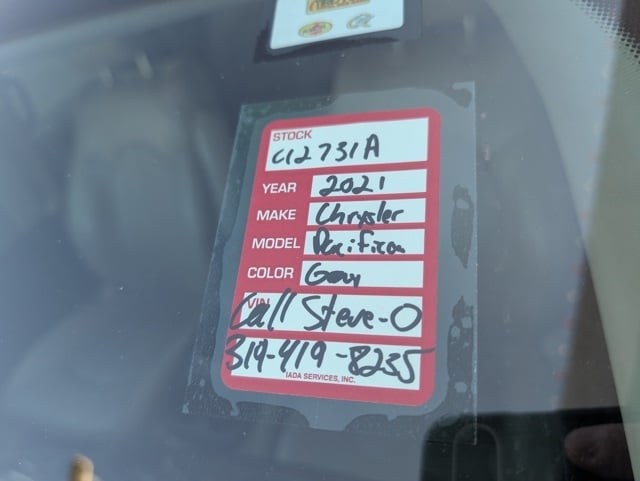 STOCK
C12731A
YEAR 2021
MAKE Chrysler
MODEL Pacifica
COLOR Gray
VIN
Call Steve-O
319-419-8235
IADA SERVICES, INC.